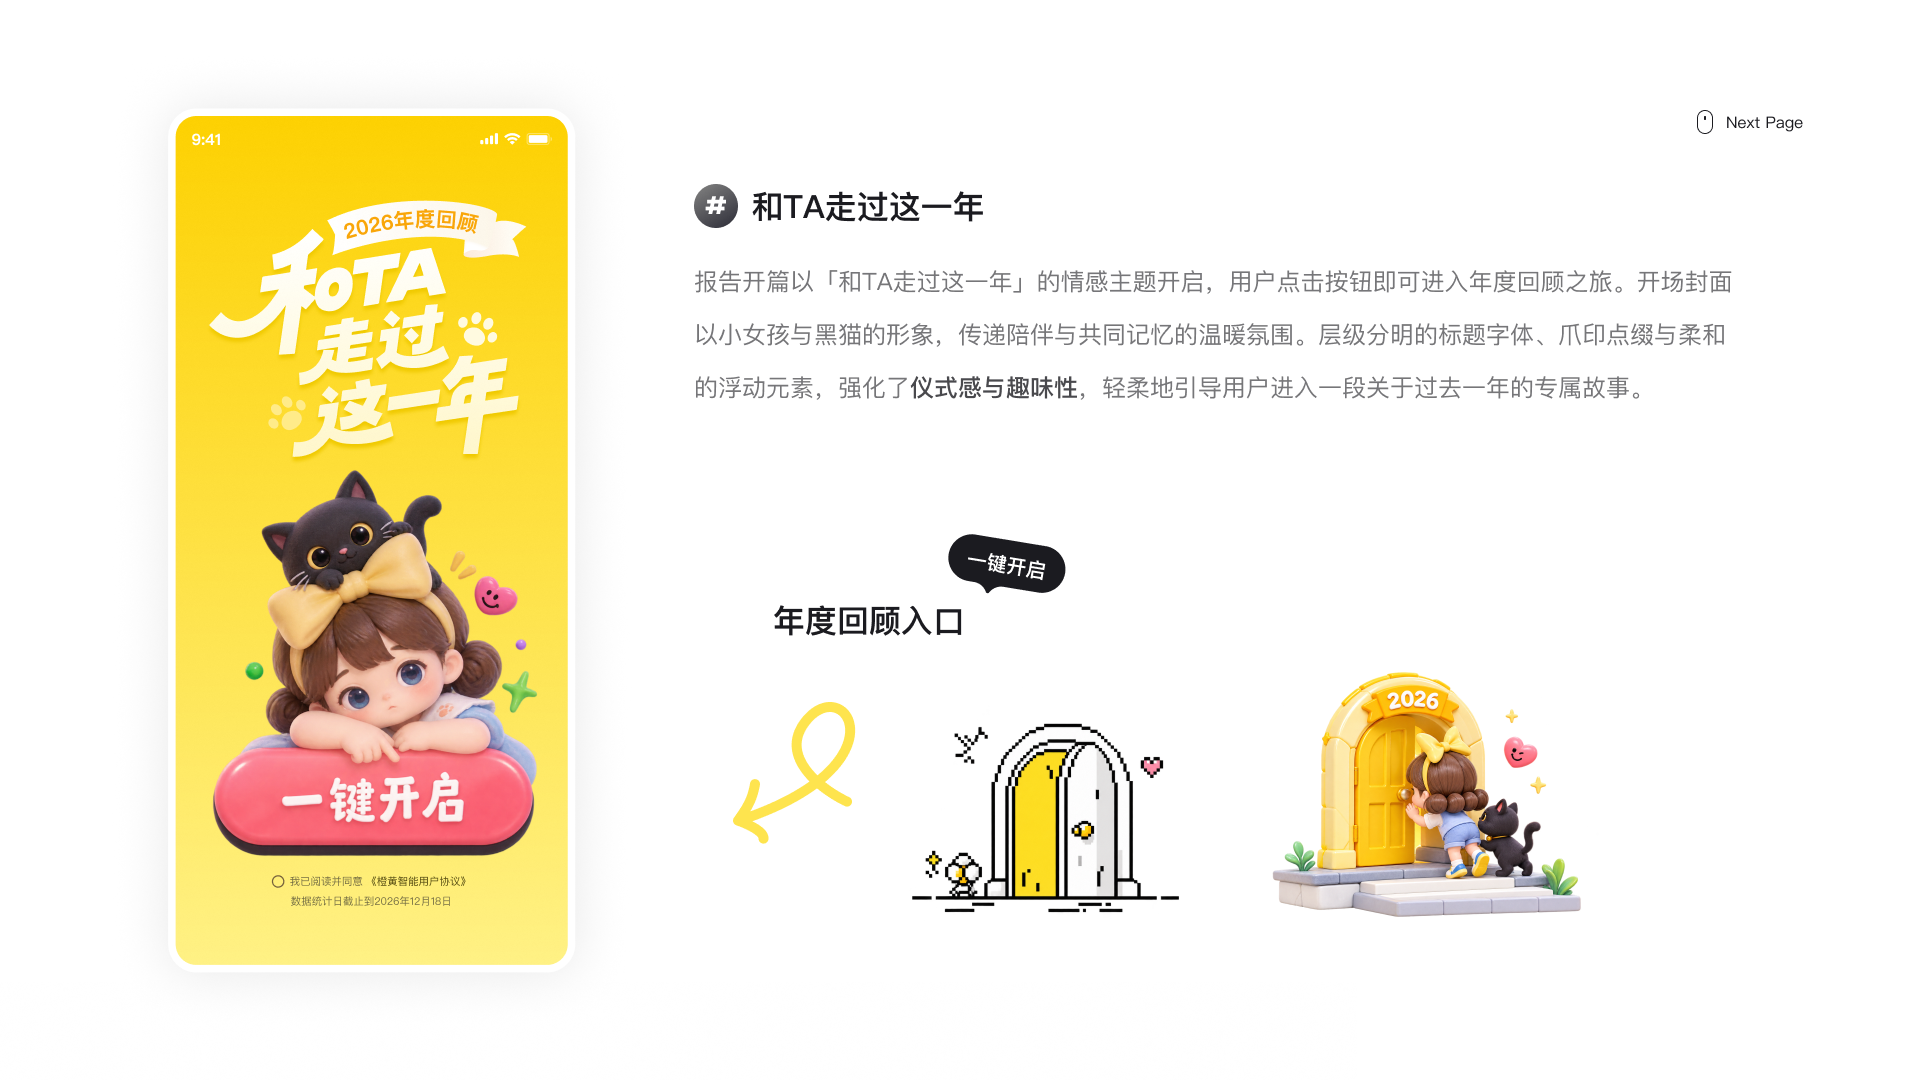 9:41
2026年度回顾
和TA
走过
这一年
一键开启
我已阅读并同意《橙黄智能用户协议》
数据统计日截止到2026年12月18日
Next Page
# 和TA走过这一年
报告开篇以「和TA走过这一年」的情感主题开启，用户点击按钮即可进入年度回顾之旅。开场封面
以小女孩与黑猫的形象，传递陪伴与共同记忆的温暖氛围。层级分明的标题字体、爪印点缀与柔和
的浮动元素，强化了仪式感与趣味性，轻柔地引导用户进入一段关于过去一年的专属故事。
一键开启
年度回顾入口
2026